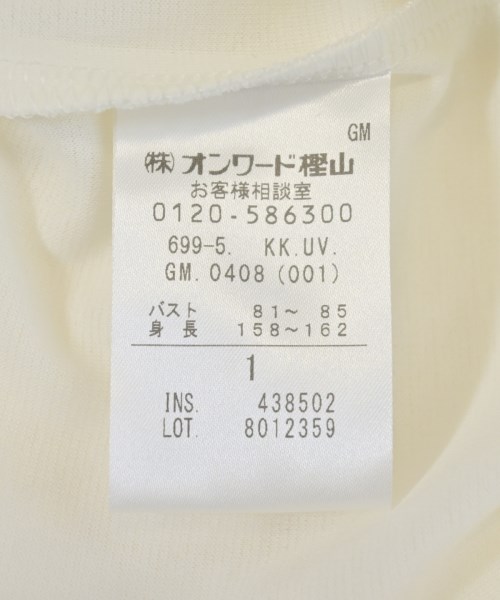 GM
(株)オンワード樫山
お客様相談室
0120-586300
699-5. KK.UV.
GM.0408(001)
バスト 81〜 85
身長 158〜162
1
INS. 438502
LOT. 8012359